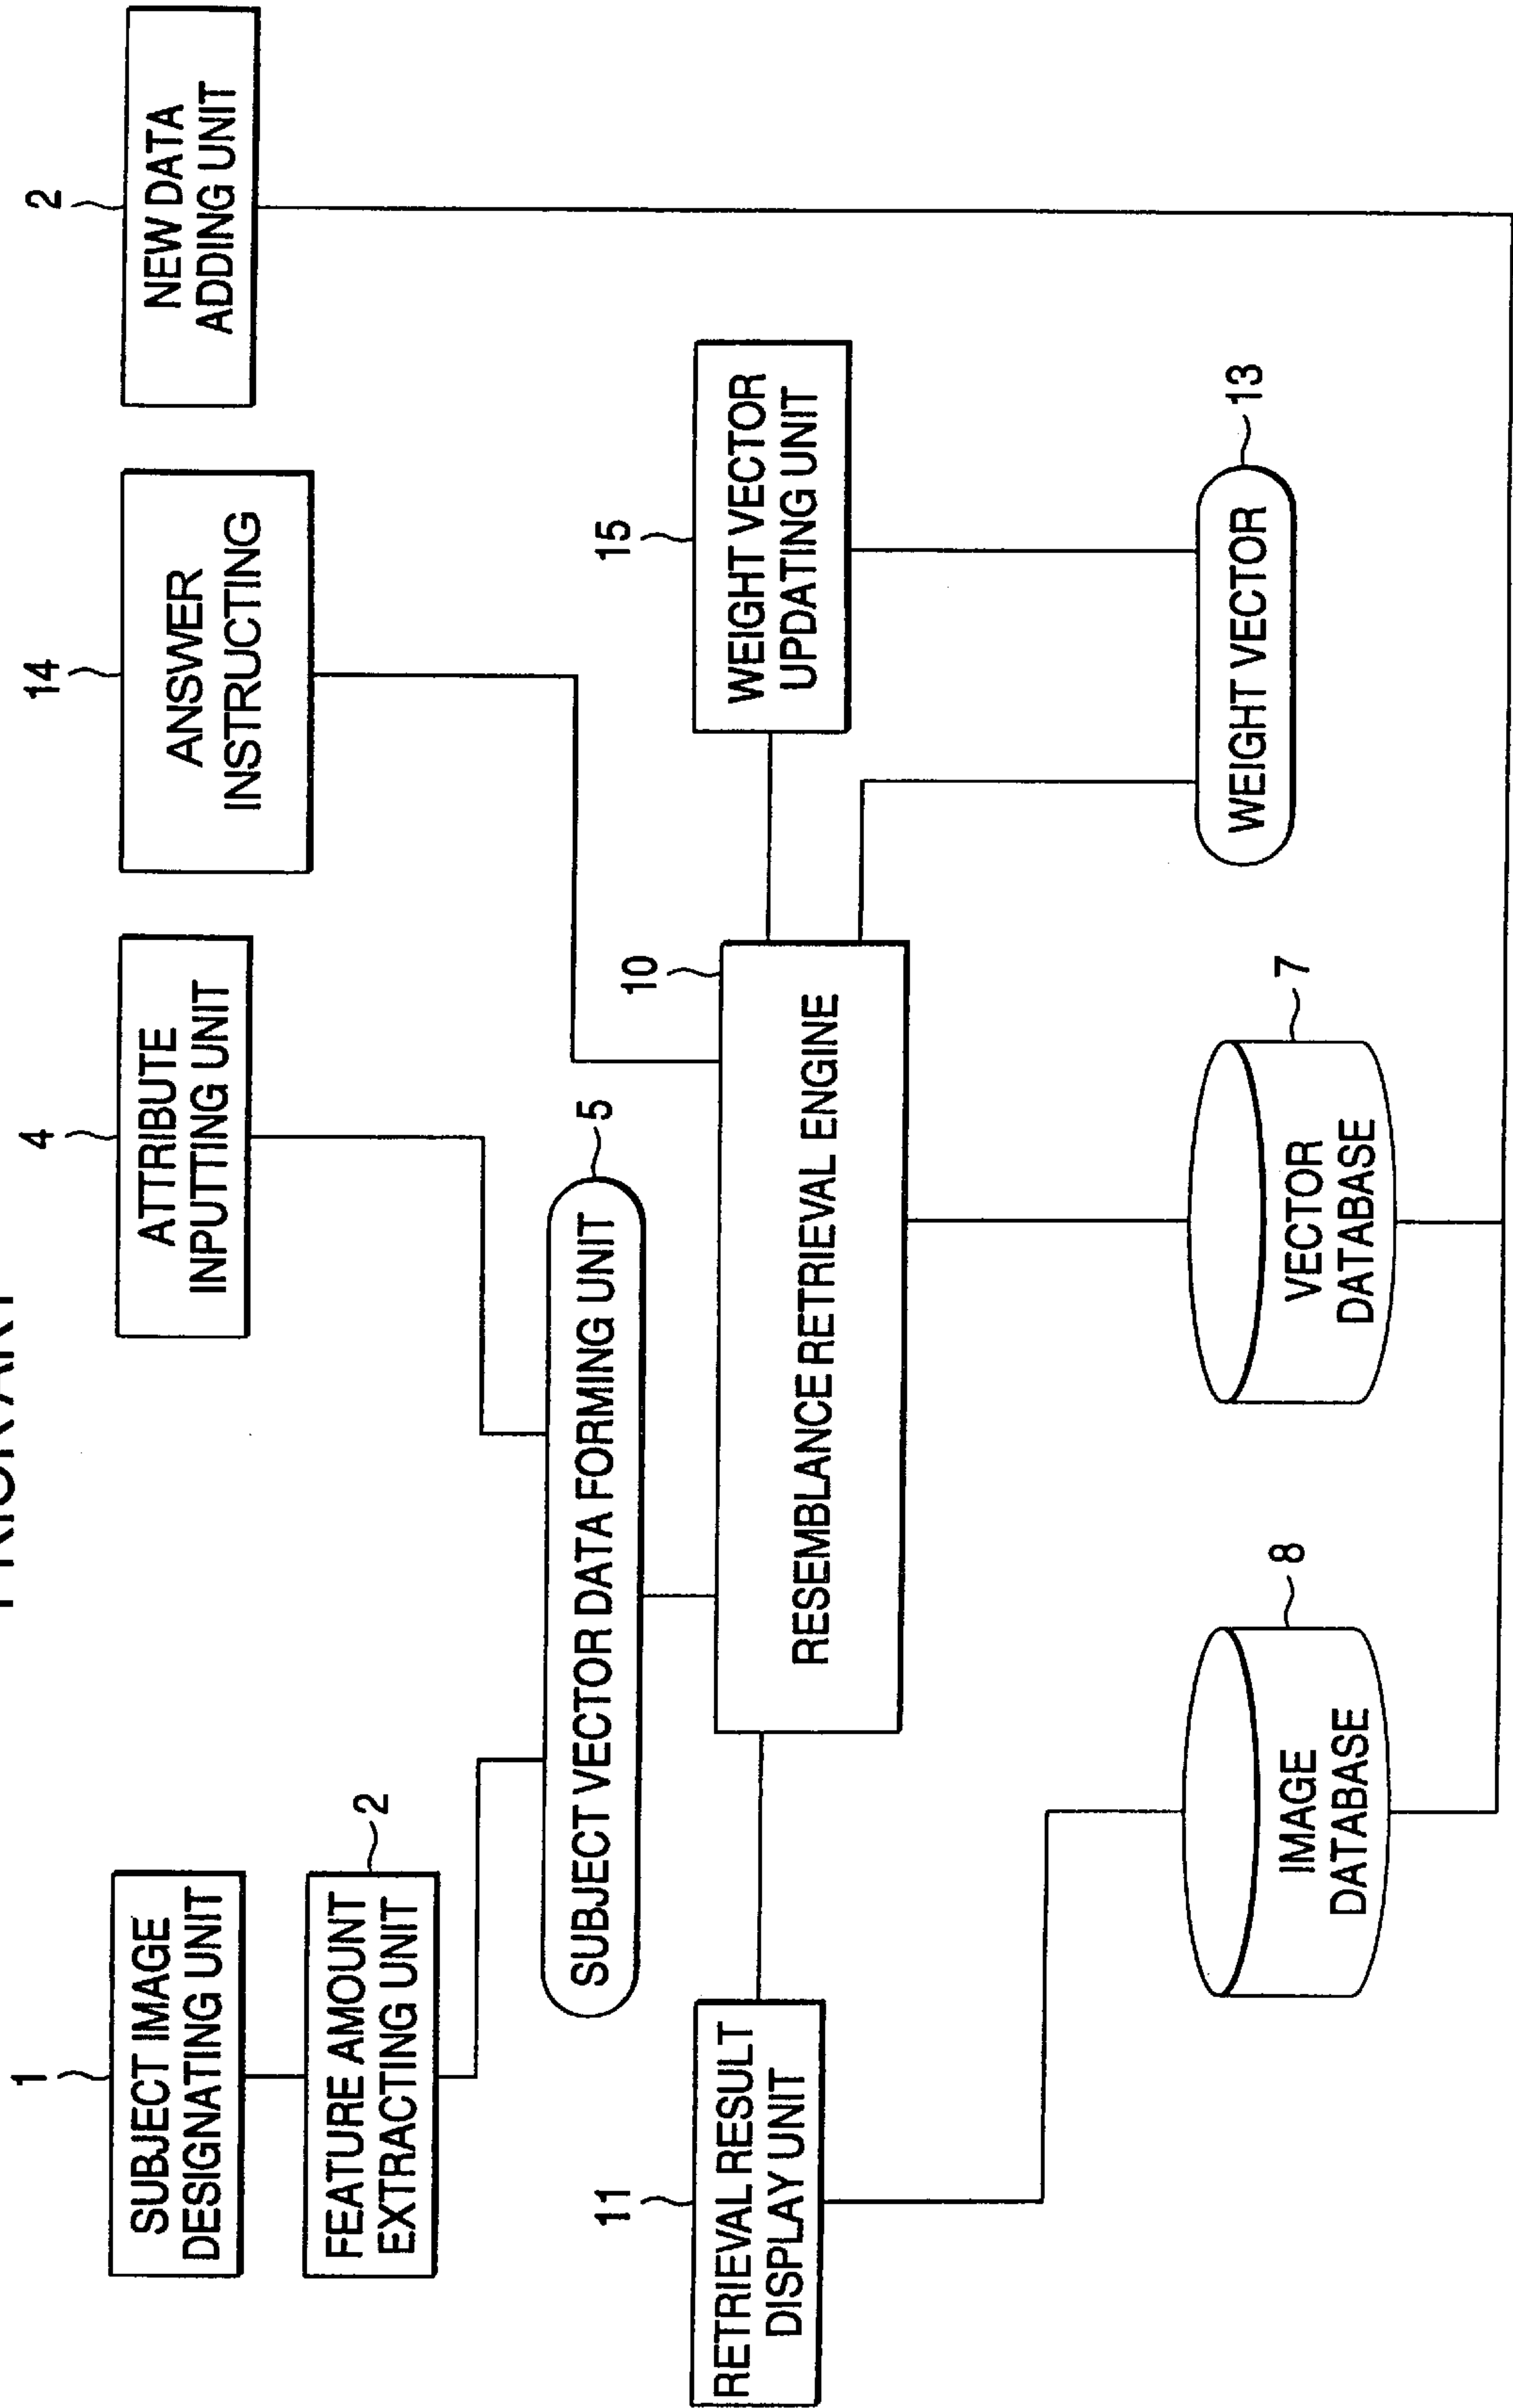 PRIOR ART
1
4
14
2
SUBJECT IMAGE
DESIGNATING UNIT
ATTRIBUTE
INPUTTING UNIT
ANSWER
INSTRUCTING
NEW DATA
ADDING UNIT
2
FEATURE AMOUNT
EXTRACTING UNIT
5
SUBJECT VECTOR DATA FORMING UNIT
11
10
15
RETRIEVAL RESULT
DISPLAY UNIT
RESEMBLANCE RETRIEVAL ENGINE
WEIGHT VECTOR
UPDATING UNIT
8
7
13
IMAGE
DATABASE
VECTOR
DATABASE
WEIGHT VECTOR